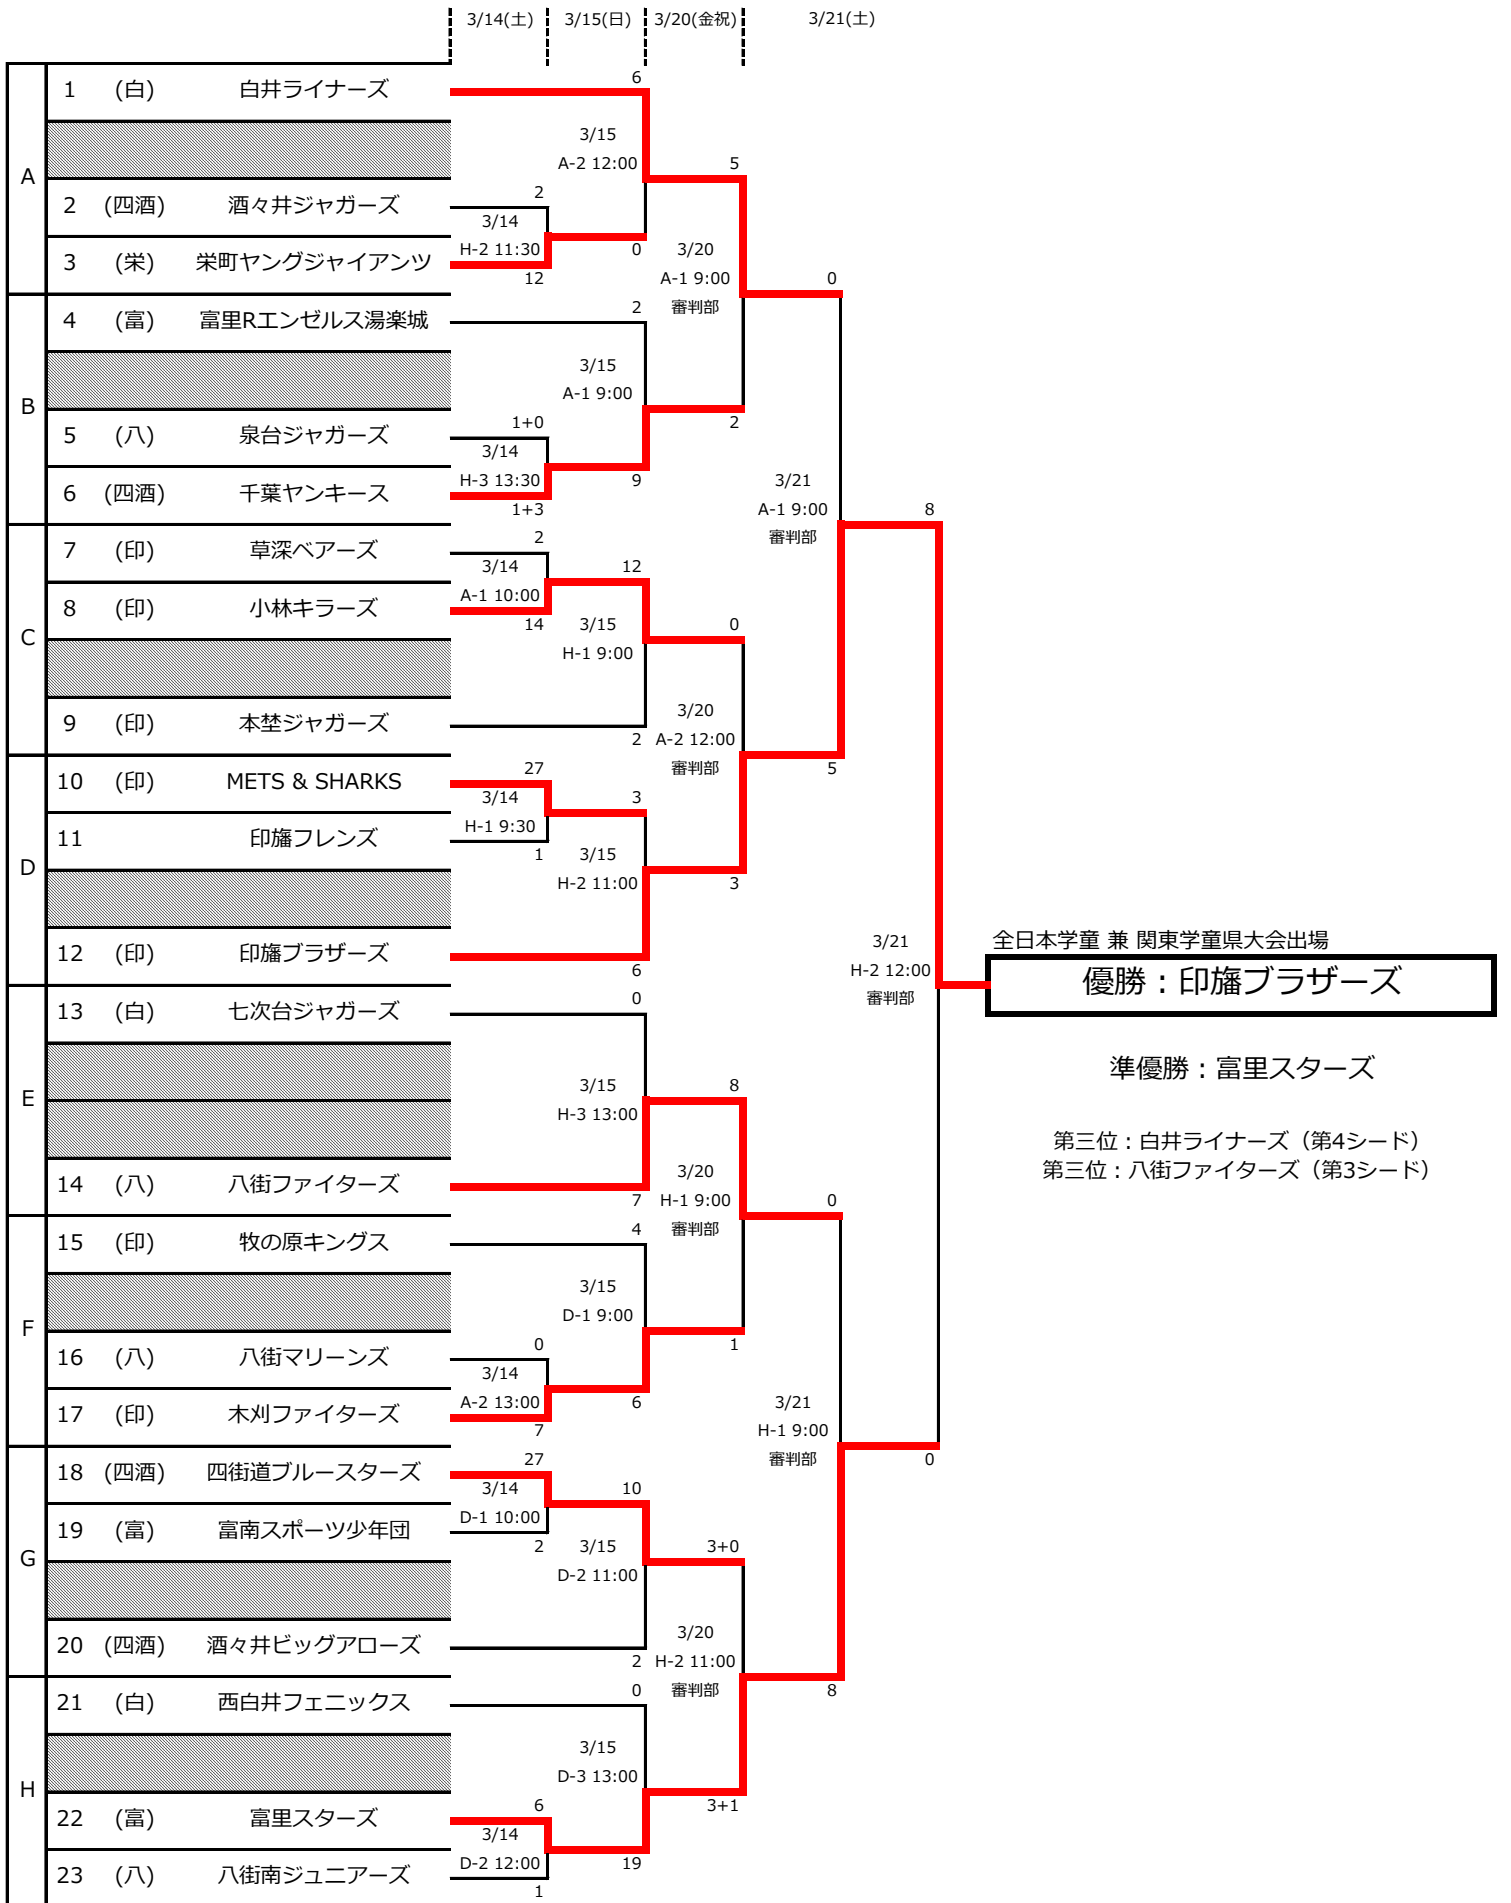 3/14(土) 3/15(日) 3/20(金祝) 3/21(土)
6
A
1 (白) 白井ライナーズ
3/15
A-2 12:00
5
2
2 (四酒) 酒々井ジャガーズ
3/14
H-2 11:30
0
3/20
3 (栄) 栄町ヤングジャイアンツ
12
A-1 9:00
0
審判部
2
B
4 (富) 富里Rエンゼルス湯楽城
3/15
A-1 9:00
1+0
2
5 (八) 泉台ジャガーズ
3/14
H-3 13:30
9
3/21
6 (四酒) 千葉ヤンキース
1+3
A-1 9:00
8
審判部
C
7 (印) 草深ベアーズ
2
3/14
12
A-1 10:00
8 (印) 小林キラーズ
14
3/15
0
H-1 9:00
9 (印) 本埜ジャガーズ
3/20
2
A-2 12:00
審判部
5
D
10 (印) METS & SHARKS
27
3/14
3
H-1 9:30
11 印旛フレンズ
1
3/15
H-2 11:00
3
12 (印) 印旛ブラザーズ
6
3/21
H-2 12:00
審判部
全日本学童 兼 関東学童県大会出場
優勝：印旛ブラザーズ
準優勝：富里スターズ
第三位：白井ライナーズ（第4シード）
第三位：八街ファイターズ（第3シード）
0
E
13 (白) 七次台ジャガーズ
3/15
8
H-3 13:00
14 (八) 八街ファイターズ
3/20
7
H-1 9:00
0
審判部
4
F
15 (印) 牧の原キングス
3/15
D-1 9:00
0
1
16 (八) 八街マリーンズ
3/14
A-2 13:00
6
3/21
17 (印) 木刈ファイターズ
7
H-1 9:00
審判部
0
G
18 (四酒) 四街道ブルースターズ
27
3/14
10
D-1 10:00
19 (富) 富南スポーツ少年団
2
3/15
3+0
D-2 11:00
20 (四酒) 酒々井ビッグアローズ
3/20
2
H-2 11:00
審判部
8
0
H
21 (白) 西白井フェニックス
3/15
D-3 13:00
6
3+1
22 (富) 富里スターズ
3/14
D-2 12:00
19
23 (八) 八街南ジュニアーズ
1